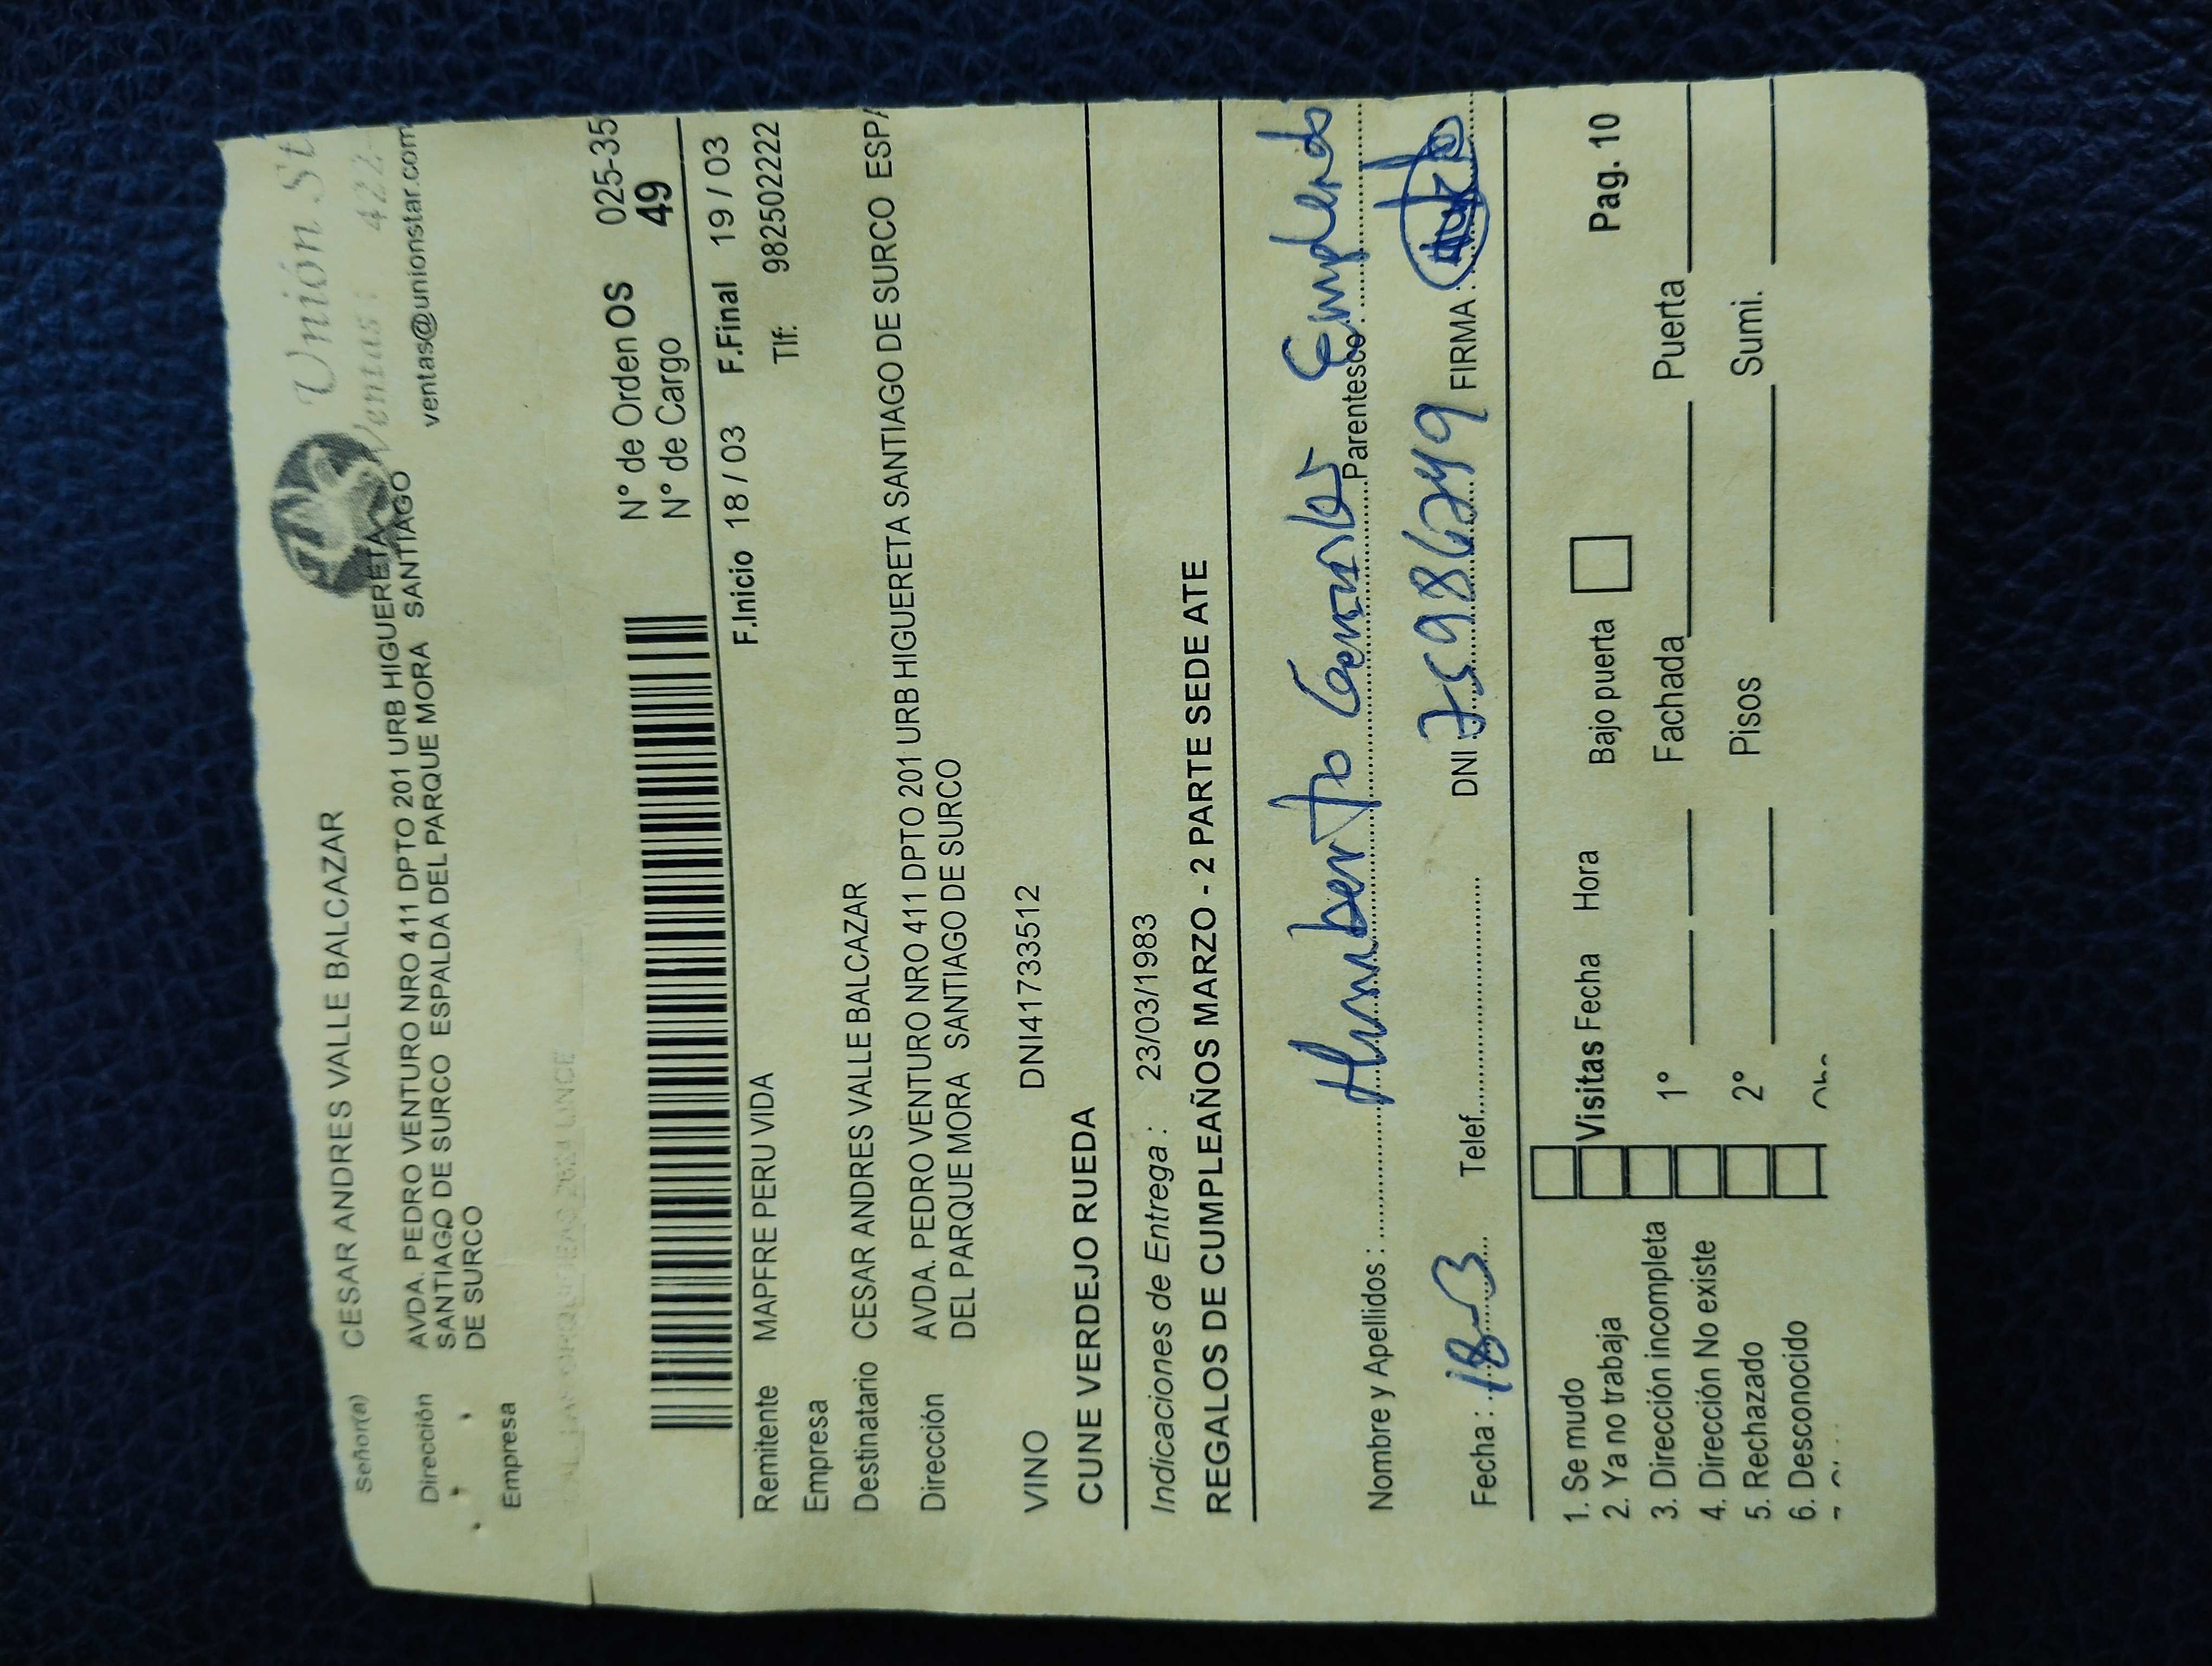 Unión St
Ventas: 422-
ventas@unionstar.com
Señor(a) CESAR ANDRES VALLE BALCAZAR
Dirección AVDA. PEDRO VENTURO NRO 411 DPTO 201 URB HIGUERETA
SANTIAGO DE SURCO ESPALDA DEL PARQUE MORA SANTIAGO
DE SURCO
Empresa
N° de Orden OS 025-35
N° de Cargo 49
F.Inicio 18 / 03 F.Final 19 / 03
Remitente MAPFRE PERU VIDA Tlf: 982502222
Empresa
Destinatario CESAR ANDRES VALLE BALCAZAR
Dirección AVDA. PEDRO VENTURO NRO 411 DPTO 201 URB HIGUERETA SANTIAGO DE SURCO ESPA
DEL PARQUE MORA SANTIAGO DE SURCO
VINO DNI41733512
CUNE VERDEJO RUEDA
Indicaciones de Entrega : 23/03/1983
REGALOS DE CUMPLEAÑOS MARZO - 2 PARTE SEDE ATE
Nombre y Apellidos : Humberto Parentesco
Fecha : 18-3 Telef. DNI FIRMA
1. Se mudo Visitas Fecha Hora Bajo puerta Pag. 10
2. Ya no trabaja
3. Dirección incompleta 1° Fachada Puerta
4. Dirección No existe
5. Rechazado 2° Pisos Sumi.
6. Desconocido